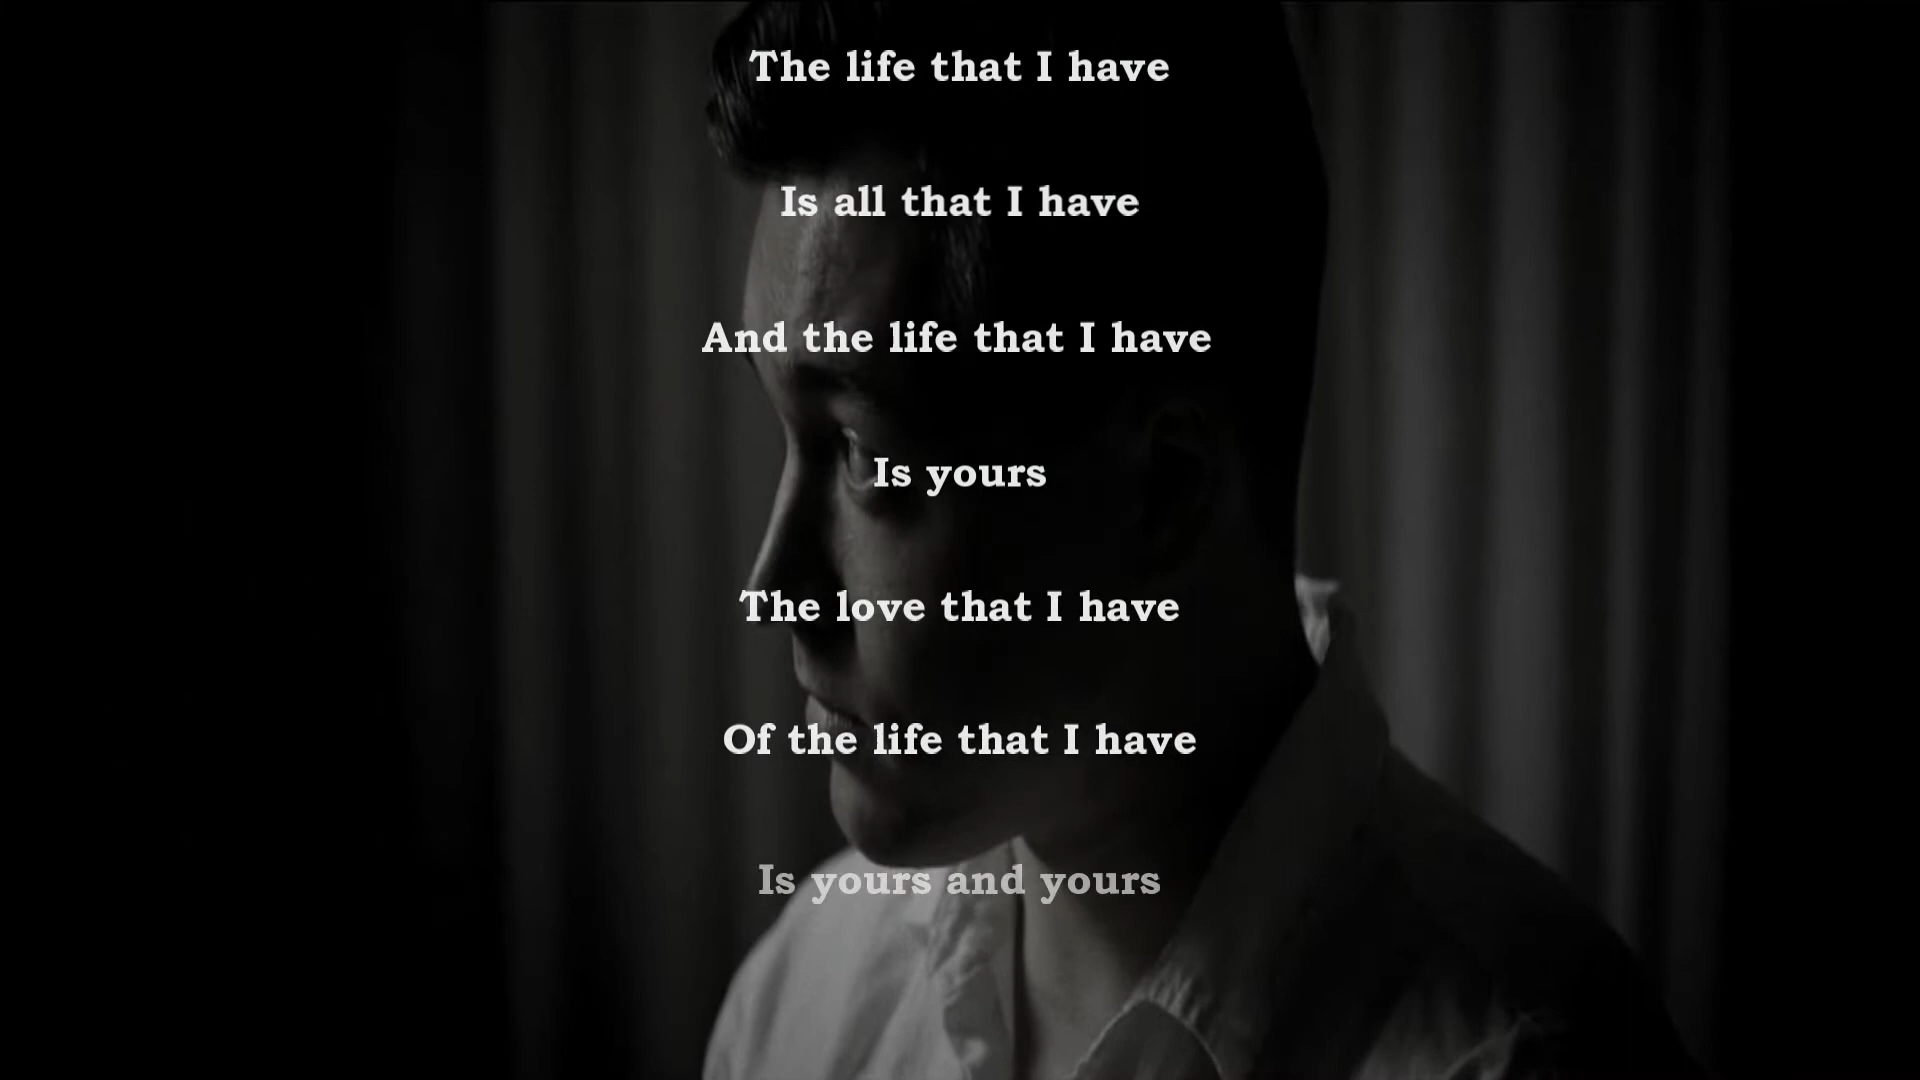 The life that I have
Is all that I have
And the life that I have
Is yours
The love that I have
Of the life that I have
Is yours and yours